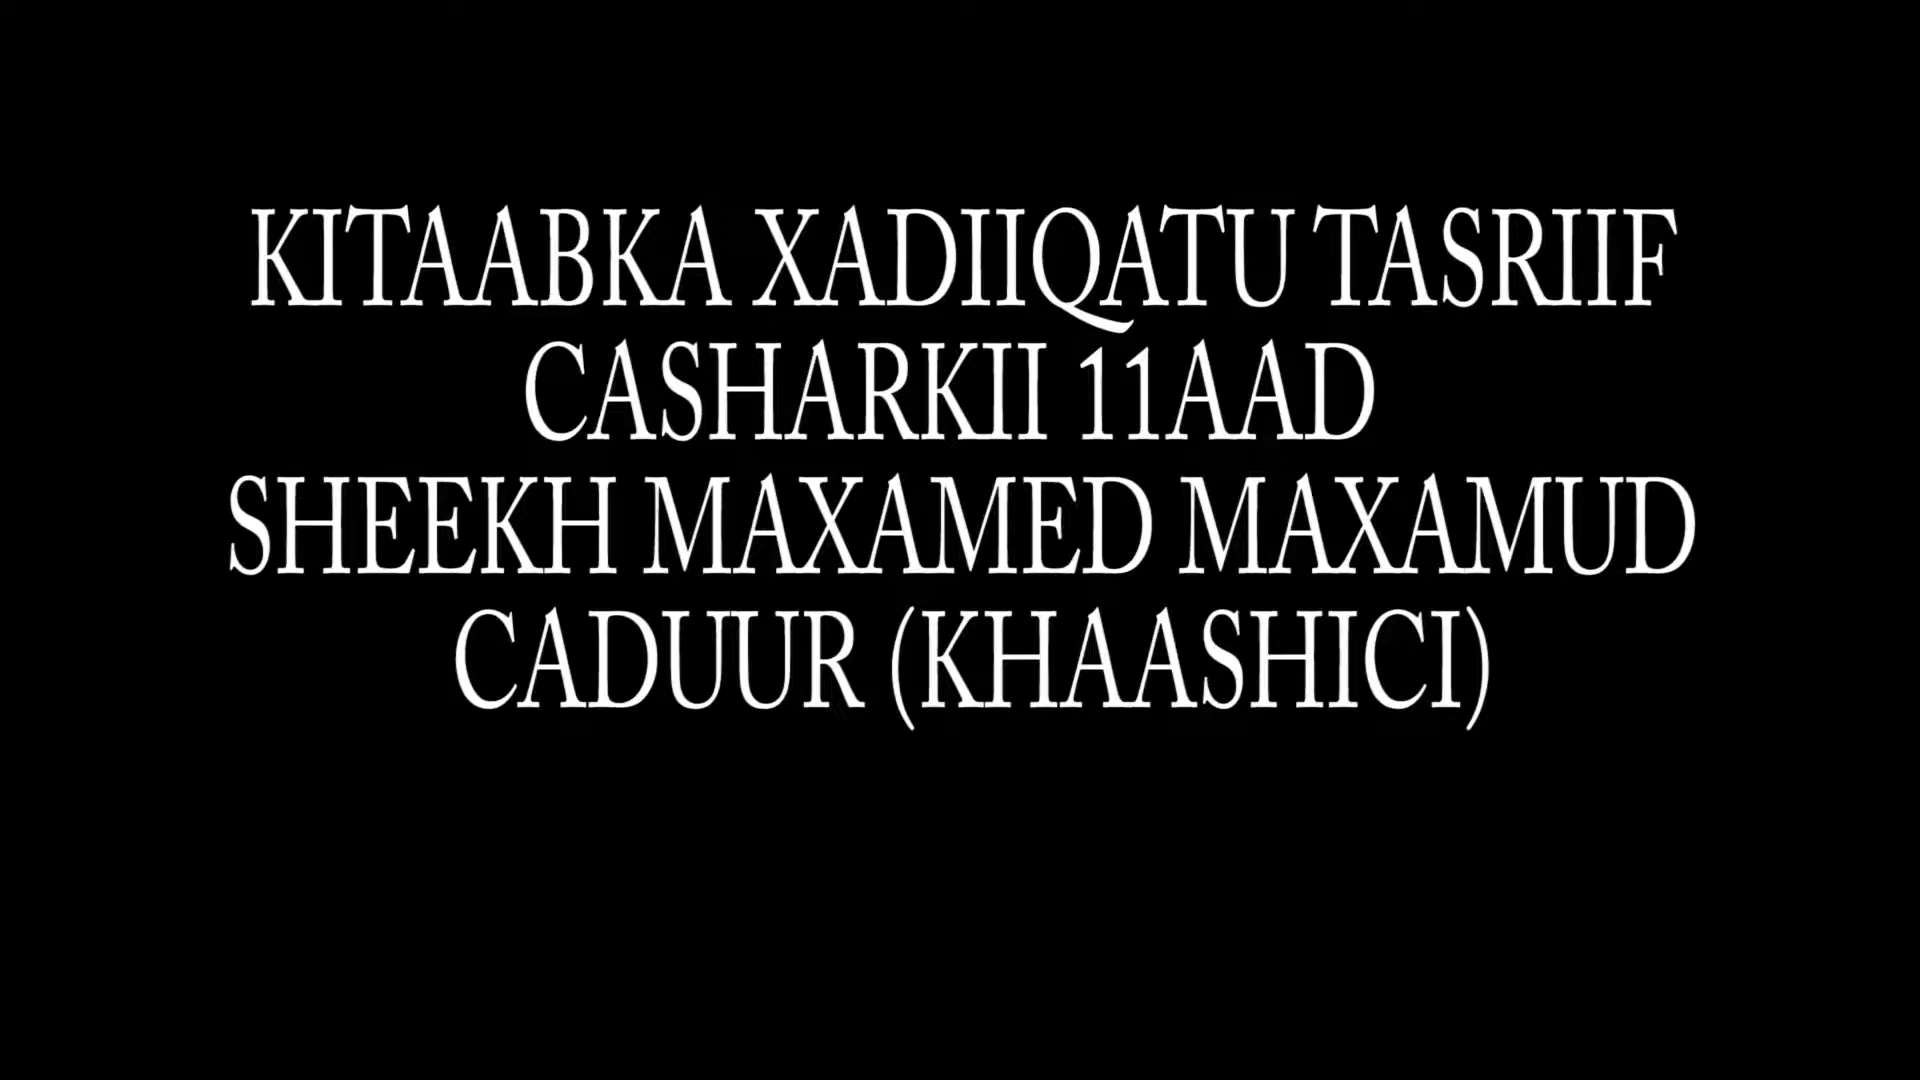 KITAABKA XADIIQATU TASRIIF
CASHARKII 11AAD
SHEEKH MAXAMED MAXAMUD
CADUUR (KHAASHICI)